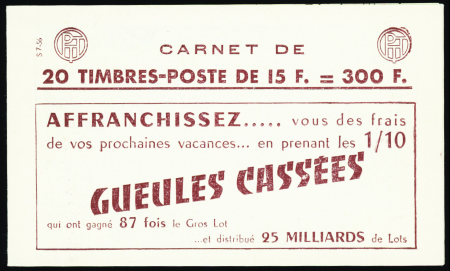 S 7-56
PTT
CARNET DE
PTT
20 TIMBRES-POSTE DE 15 F. = 300 F.
AFFRANCHISSEZ..... vous des frais
de vos prochaines vacances... en prenant les 1/10
GUEULES CASSÉES
qui ont gagné 87 fois le Gros Lot
...et distribué 25 MILLIARDS de Lots